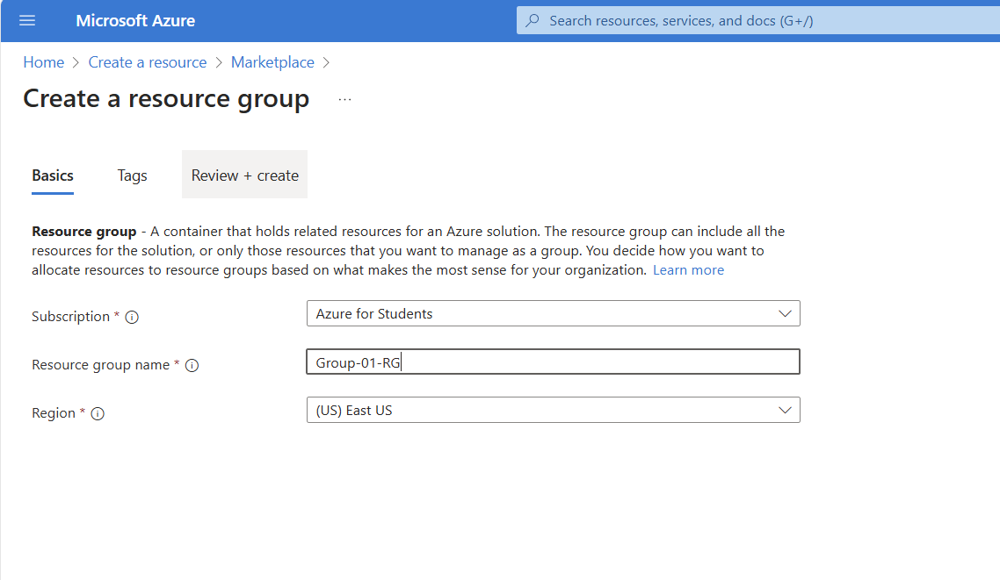 Microsoft Azure
Search resources, services, and docs (G+/)
Home > Create a resource > Marketplace >
Create a resource group ...
Basics Tags Review + create
Resource group - A container that holds related resources for an Azure solution. The resource group can include all the
resources for the solution, or only those resources that you want to manage as a group. You decide how you want to
allocate resources to resource groups based on what makes the most sense for your organization. Learn more
Subscription * Azure for Students
Resource group name * Group-01-RG
Region * (US) East US